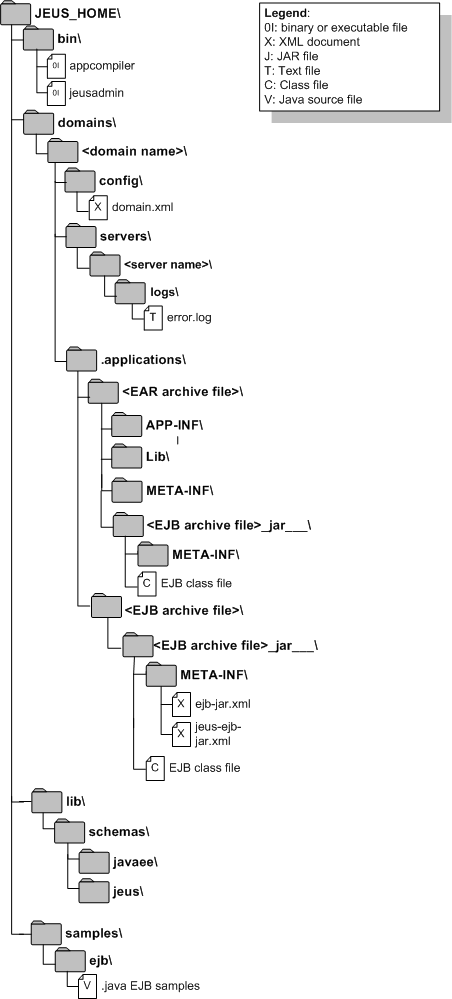 JEUS_HOME\
Legend:
0I: binary or executable file
X: XML document
J: JAR file
T: Text file
C: Class file
V: Java source file
bin\
0I appcompiler
0I jeusadmin
domains\
<domain name>\
config\
X domain.xml
servers\
<server name>\
logs\
T error.log
.applications\
<EAR archive file>\
APP-INF\
Lib\
META-INF\
<EJB archive file>_jar___\
META-INF\
C EJB class file
<EJB archive file>\
<EJB archive file>_jar___\
META-INF\
X ejb-jar.xml
X jeus-ejb-
jar.xml
C EJB class file
lib\
schemas\
javaee\
jeus\
samples\
ejb\
V .java EJB samples